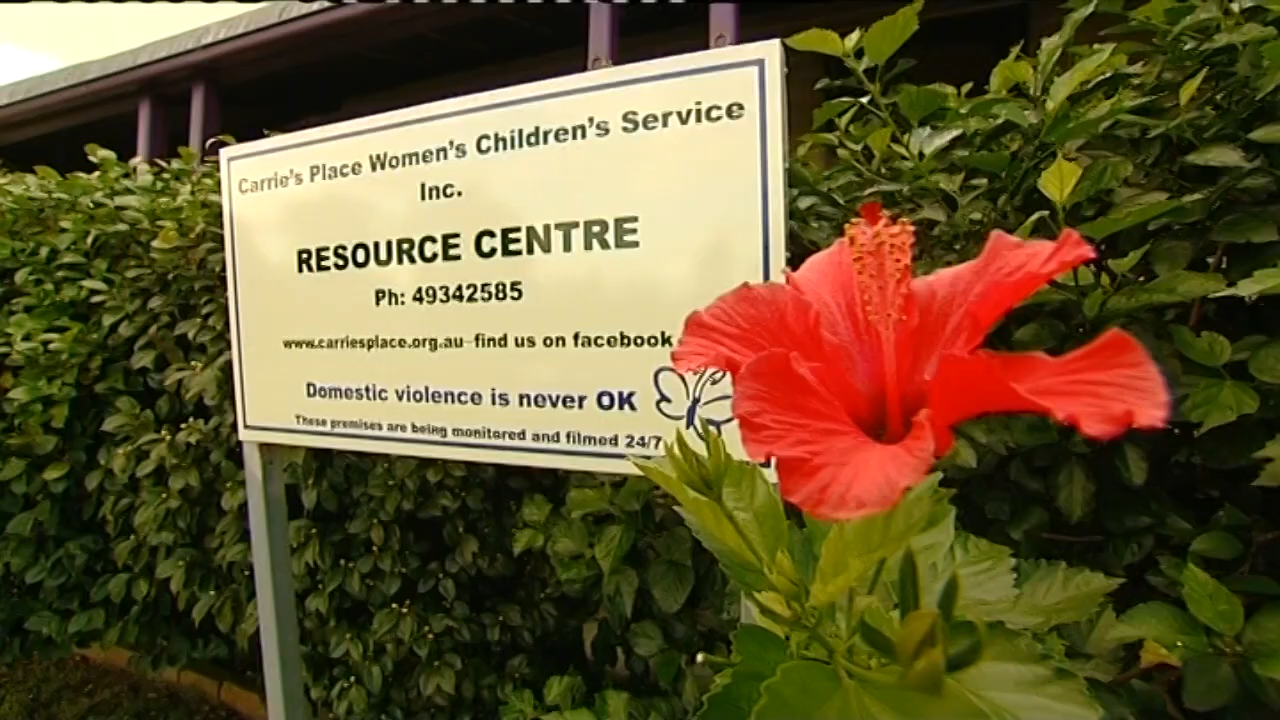 Carrie's Place Women's Children's Service
Inc.
RESOURCE CENTRE
Ph: 49342585
www.carriesplace.org.au find us on facebook
Domestic violence is never OK
These premises are being monitored and filmed 24/7